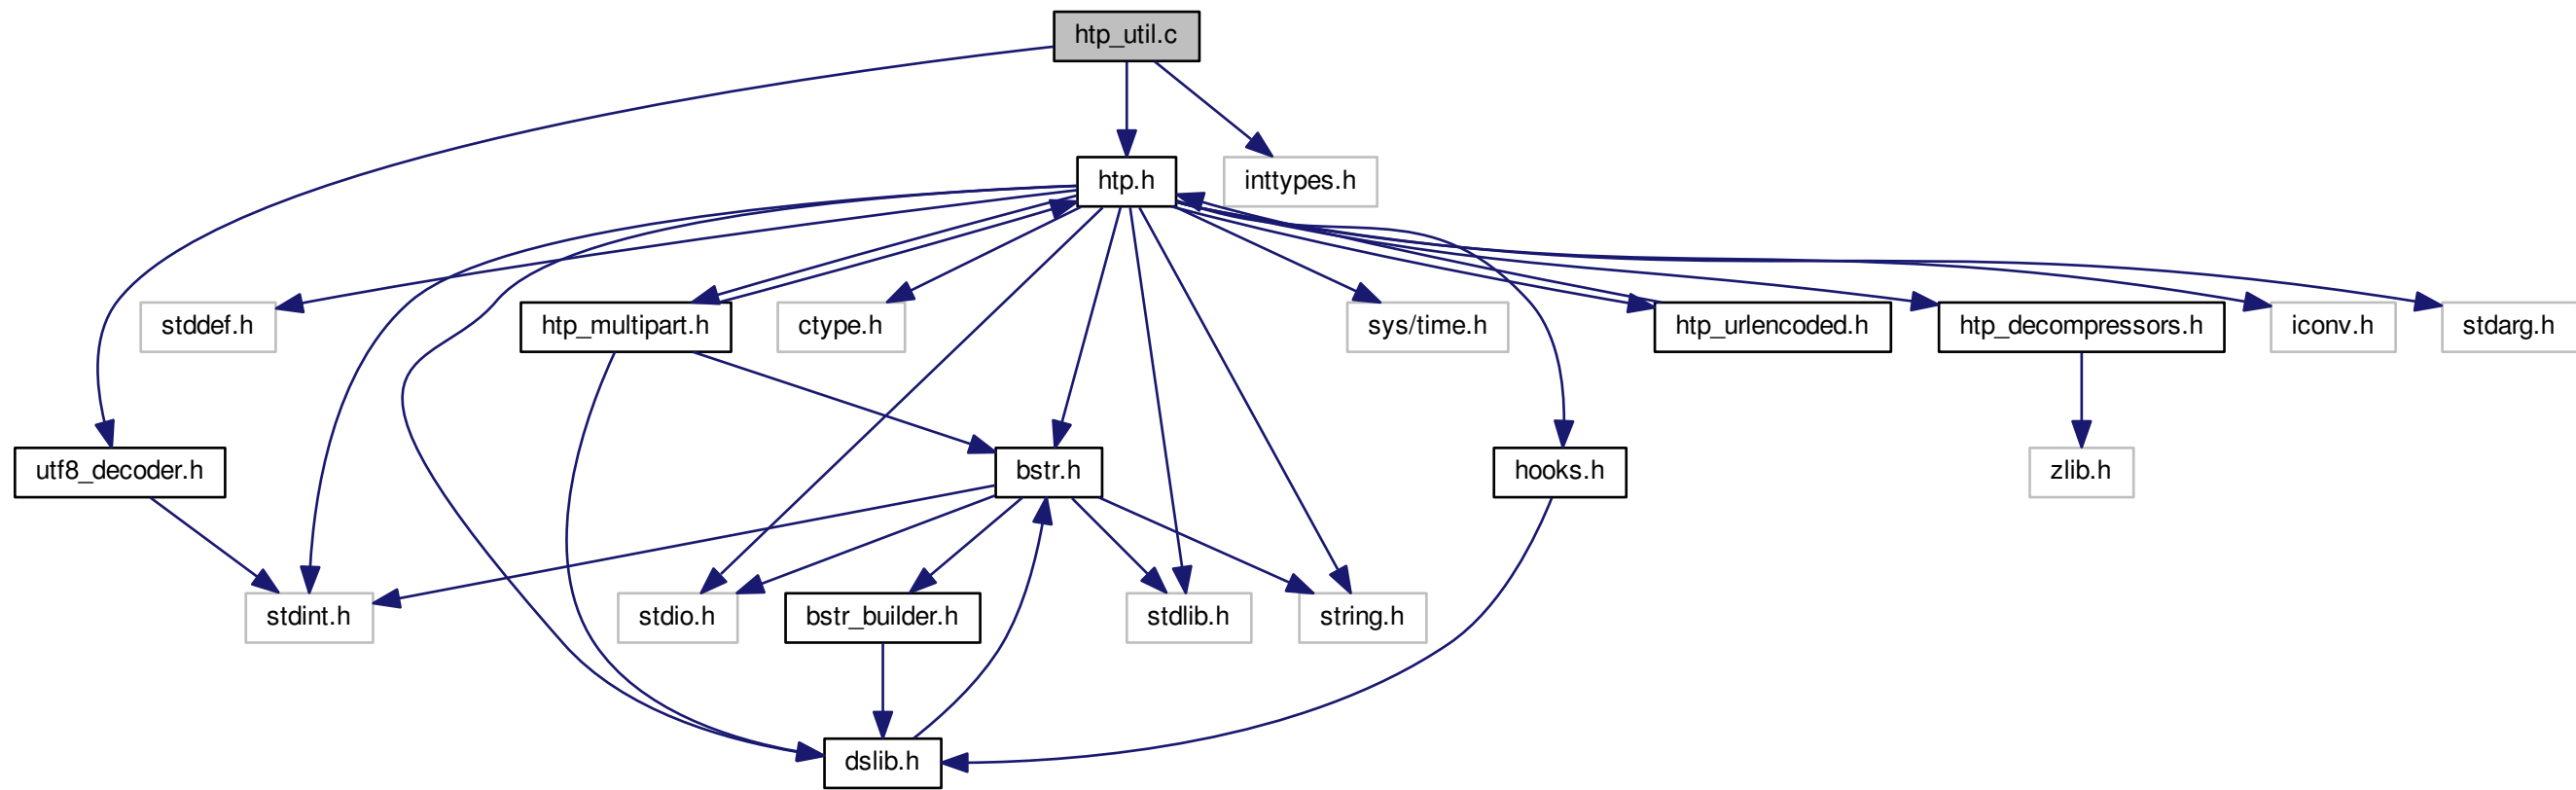 htp_util.c
htp.h
inttypes.h
stddef.h
htp_multipart.h
ctype.h
sys/time.h
htp_urlencoded.h
htp_decompressors.h
iconv.h
stdarg.h
utf8_decoder.h
bstr.h
hooks.h
zlib.h
stdint.h
stdio.h
bstr_builder.h
stdlib.h
string.h
dslib.h